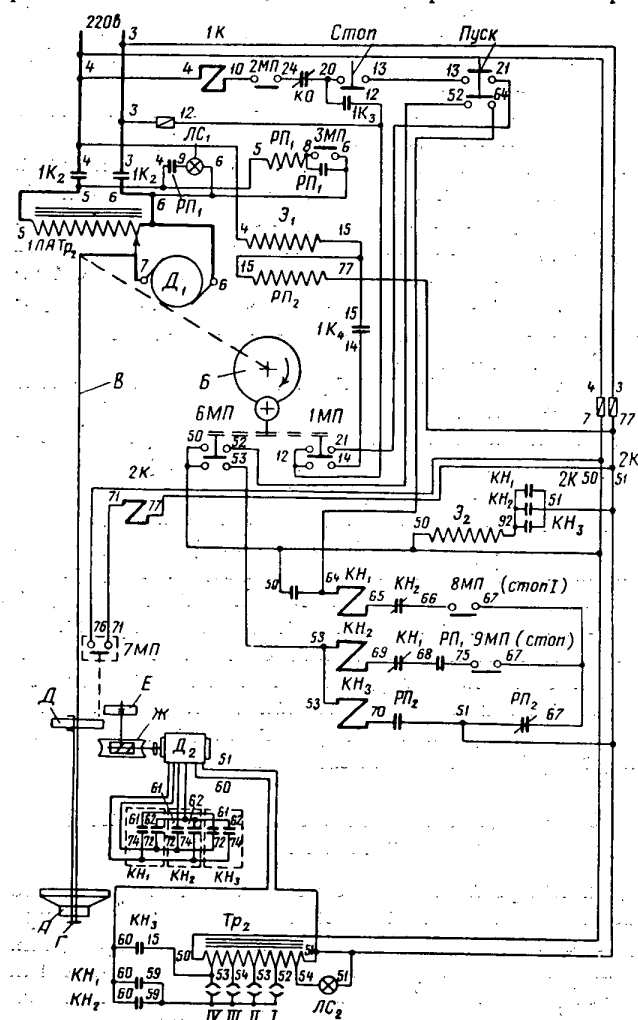 220в 3 1К Стоп Пуск
4 4 10 2МП 24 КО 20 13 13 21
12 1К₃ 52 64
3 12
ЛС₁ РП₁ 3МП
4 3 4 9 6 5 8 6
1К₂ 1К₂ РП₁ РП₁
5 6 6
5 1ЛАТр₂ 4 Э₁ 15
7 Д₁ 6 15 РП₂ 77
15
1К₄
14
Б
В 6МП 1МП 4 3
50 52 21 7 77
53 12 14
2К КН₁ 2К 50 2К 51
71 77 КН₂ 51
50 Э₂ 92 КН₃
50 64 КН₁ КН₂ 8МП (стоп I)
65 66 67
76 71 53 КН₂ КН₁ РП₁ 9МП (стоп)
7МП 69 68 75 67
КН₃
53 РП₂ 51 РП₂
Д Е 70 67
Ж Д₂ 51
61 60
62
61 62 61 62
74 72 72 74 72 74
КН₁ КН₂ КН₃
А
Г КН₃ Тр₂
60 15 50 51
КН₁ 60 59 53 54 53 52 54 51
КН₂ 60 59 ЛС₂
IV III II I